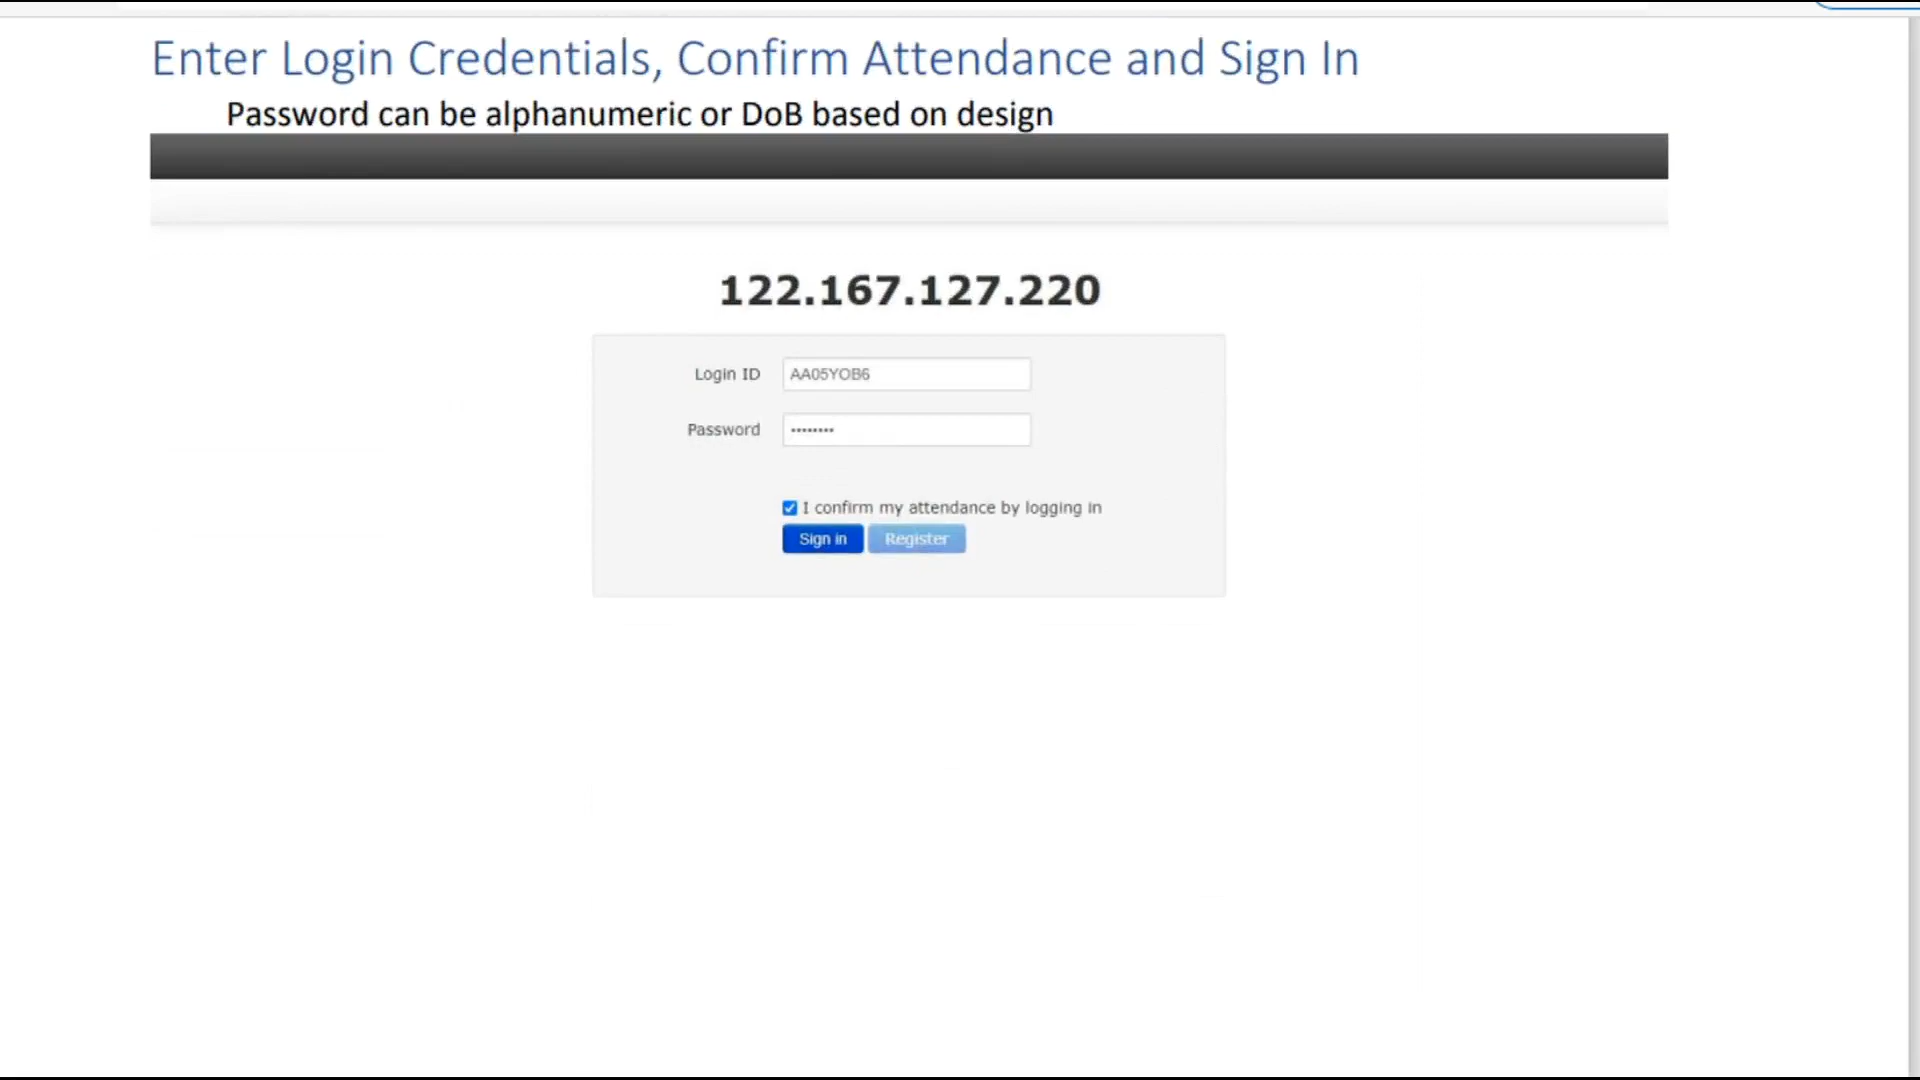 Enter Login Credentials, Confirm Attendance and Sign In
Password can be alphanumeric or DoB based on design
122.167.127.220
Login ID AA05YOB6
Password ••••••••
I confirm my attendance by logging in
Sign in Register